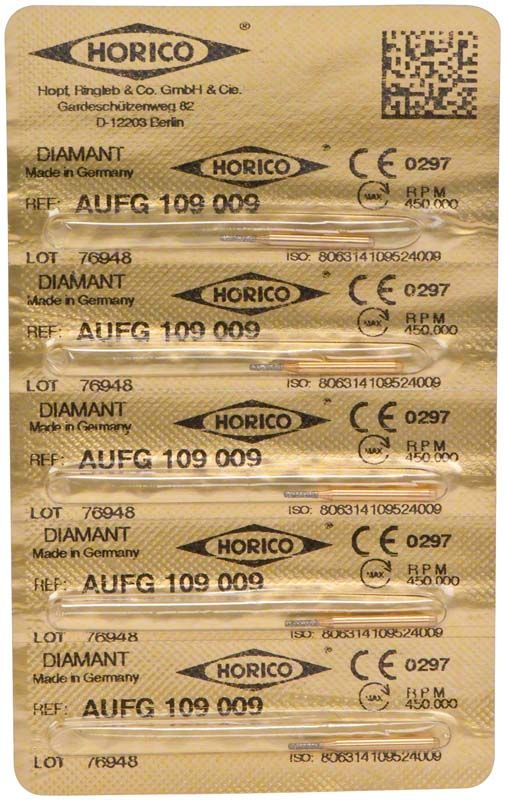 HORICO®
Hopf, Ringleb & Co. GmbH & Cie.
Gardeschützenweg 82
D-12203 Berlin
DIAMANT HORICO® CE 0297
Made in Germany MAX RPM
REF: AUFG 109 009 450.000
LOT 76948 ISO: 806314109524009
DIAMANT HORICO® CE 0297
Made in Germany MAX RPM
REF: AUFG 109 009 450.000
LOT 76948 ISO: 806314109524009
DIAMANT HORICO® CE 0297
Made in Germany MAX RPM
REF: AUFG 109 009 450.000
LOT 76948 ISO: 806314109524009
DIAMANT HORICO® CE 0297
Made in Germany MAX RPM
REF: AUFG 109 009 450.000
LOT 76948 ISO: 806314109524009
DIAMANT HORICO® CE 0297
Made in Germany MAX RPM
REF: AUFG 109 009 450.000
LOT 76948 ISO: 806314109524009